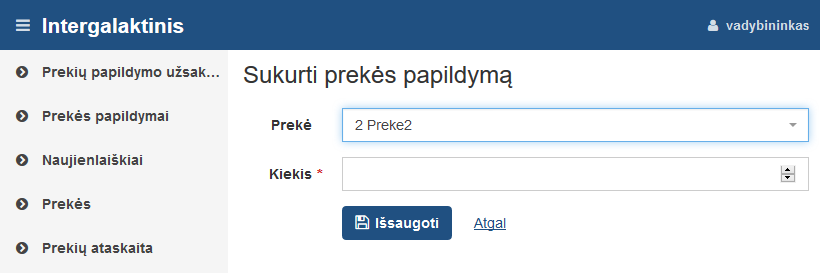 Intergalaktinis
vadybininkas
Prekių papildymo užsak...
Prekės papildymai
Naujienlaiškiai
Prekės
Prekių ataskaita
Sukurti prekės papildymą
Prekė
2 Preke2
Kiekis *
Išsaugoti
Atgal